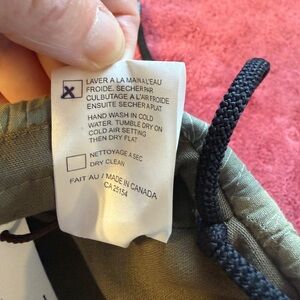 LAVER A LA MAIN À L'EAU
FROIDE. SECHER PAR
CULBUTAGE A L'AIR FROIDE
ENSUITE SECHER A PLAT
HAND WASH IN COLD
WATER. TUMBLE DRY ON
COLD AIR SETTING
THEN DRY FLAT
NETTOYAGE A SEC
DRY CLEAN
FAIT AU / MADE IN CANADA
CA 25154